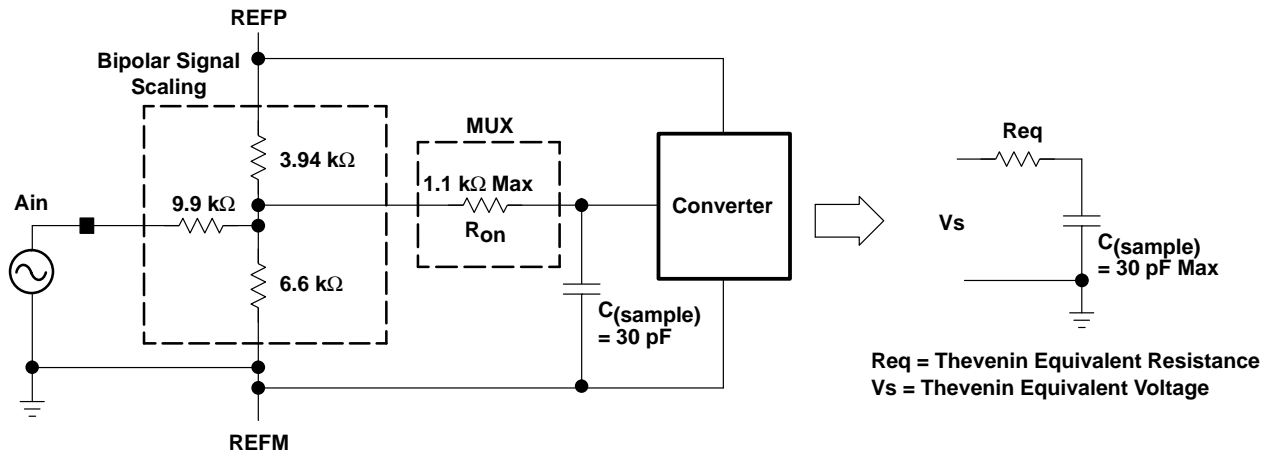 REFP
Bipolar Signal
Scaling
MUX
3.94 kΩ
1.1 kΩ Max
Ron
Ain
9.9 kΩ
6.6 kΩ
C(sample)
= 30 pF
Converter
REFM
Req
Vs
C(sample)
= 30 pF Max
Req = Thevenin Equivalent Resistance
Vs = Thevenin Equivalent Voltage